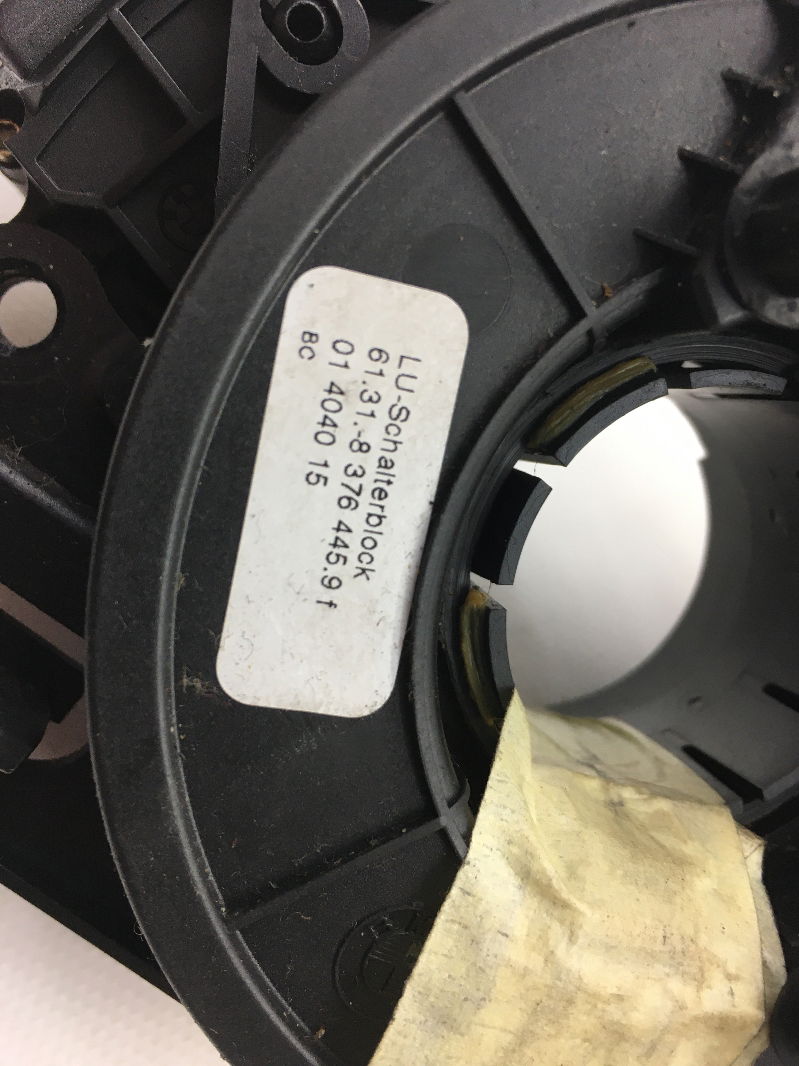 LU-Schalterblock
61.31.-8 376 445.9 f
01 4040 15
BC